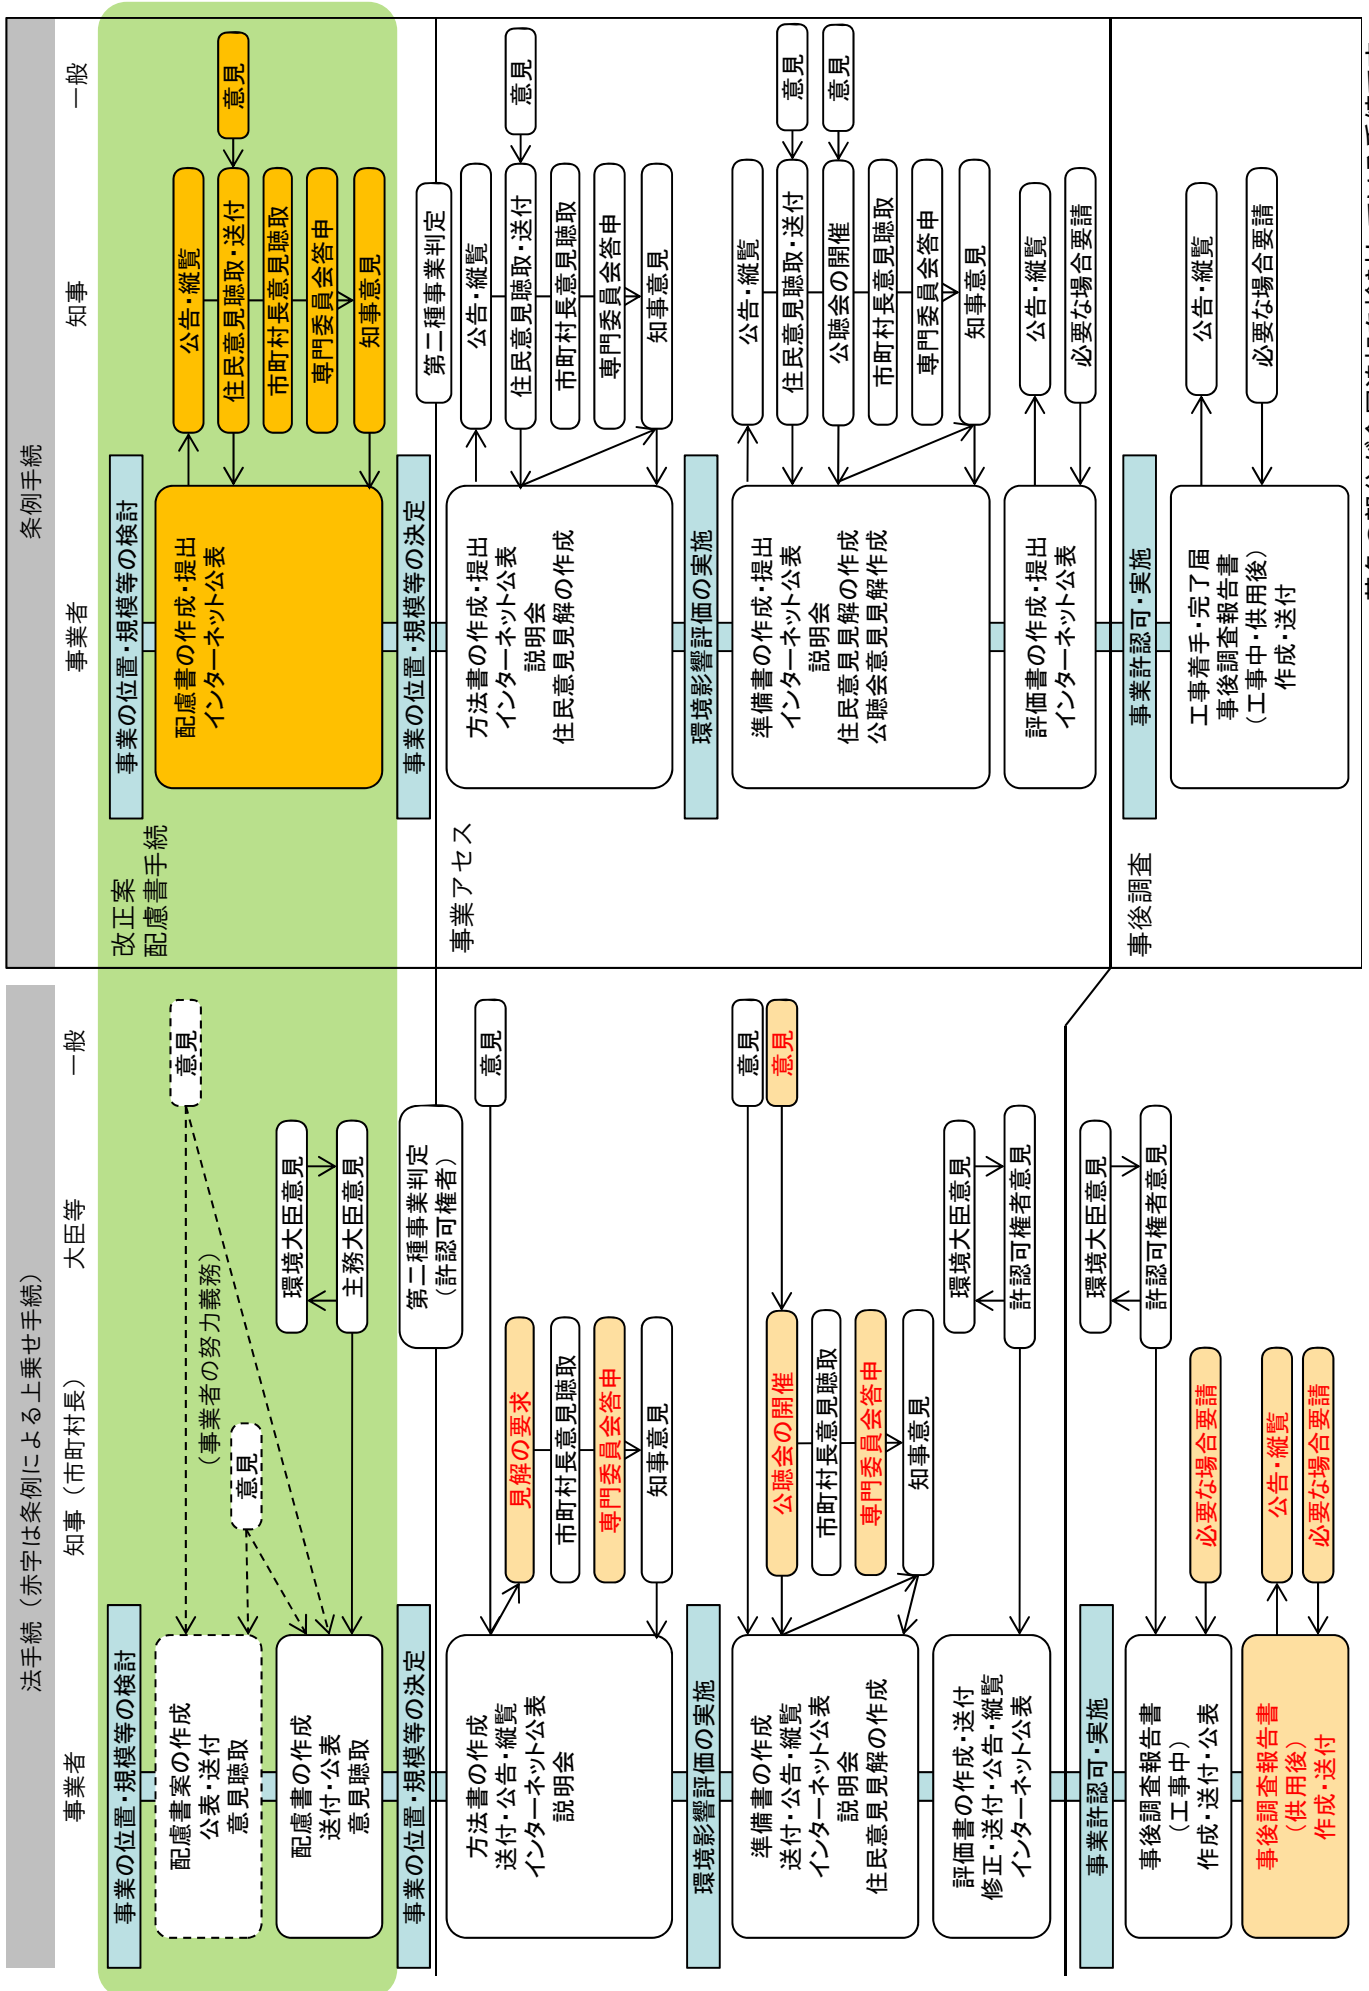 法手続（赤字は条例による上乗せ手続）
事業者
知事（市町村長）
大臣等
一般
事業の位置・規模等の検討
配慮書案の作成
公表・送付
意見聴取
意見
（事業者の努力義務）
意見
配慮書の作成
送付・公表
意見聴取
環境大臣意見
主務大臣意見
事業の位置・規模等の決定
第二種事業判定
（許認可権者）
方法書の作成
送付・公告・縦覧
インターネット公表
説明会
意見
見解の要求
市町村長意見聴取
専門委員会答申
知事意見
環境影響評価の実施
準備書の作成
送付・公告・縦覧
インターネット公表
説明会
住民意見見解の作成
意見
意見
公聴会の開催
市町村長意見聴取
専門委員会答申
知事意見
評価書の作成・送付
修正・送付・公告・縦覧
インターネット公表
環境大臣意見
許認可権者意見
事業許認可・実施
事後調査報告書
（工事中）
作成・送付・公表
環境大臣意見
許認可権者意見
必要な場合要請
事後調査報告書
（供用後）
作成・送付
公告・縦覧
必要な場合要請
条例手続
事業者
知事
一般
改正案
配慮書手続
事業の位置・規模等の検討
配慮書の作成・提出
インターネット公表
公告・縦覧
住民意見聴取・送付
意見
市町村長意見聴取
専門委員会答申
知事意見
事業の位置・規模等の決定
第二種事業判定
事業アセス
方法書の作成・提出
インターネット公表
説明会
住民意見見解の作成
公告・縦覧
住民意見聴取・送付
意見
市町村長意見聴取
専門委員会答申
知事意見
環境影響評価の実施
準備書の作成・提出
インターネット公表
説明会
住民意見見解の作成
公聴会意見見解作成
公告・縦覧
住民意見聴取・送付
意見
公聴会の開催
意見
市町村長意見聴取
専門委員会答申
知事意見
評価書の作成・提出
インターネット公表
公告・縦覧
必要な場合要請
事後調査
事業許認可・実施
工事着手・完了届
事後調査報告書
（工事中・供用後）
作成・送付
公告・縦覧
必要な場合要請